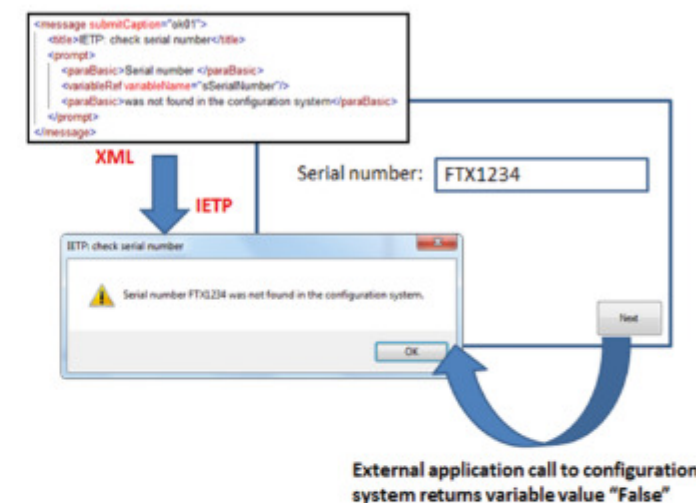 <message submitCaption="ok01">
<title>IETP: check serial number</title>
<prompt>
<paraBasic>Serial number </paraBasic>
<variableRef variableName="sSerialNumber"/>
<paraBasic>was not found in the configuration system</paraBasic>
</prompt>
</message>
XML
IETP
Serial number: FTX1234
IETP: check serial number
Serial number FTX1234 was not found in the configuration system.
OK
Next
External application call to configuration
system returns variable value "False"